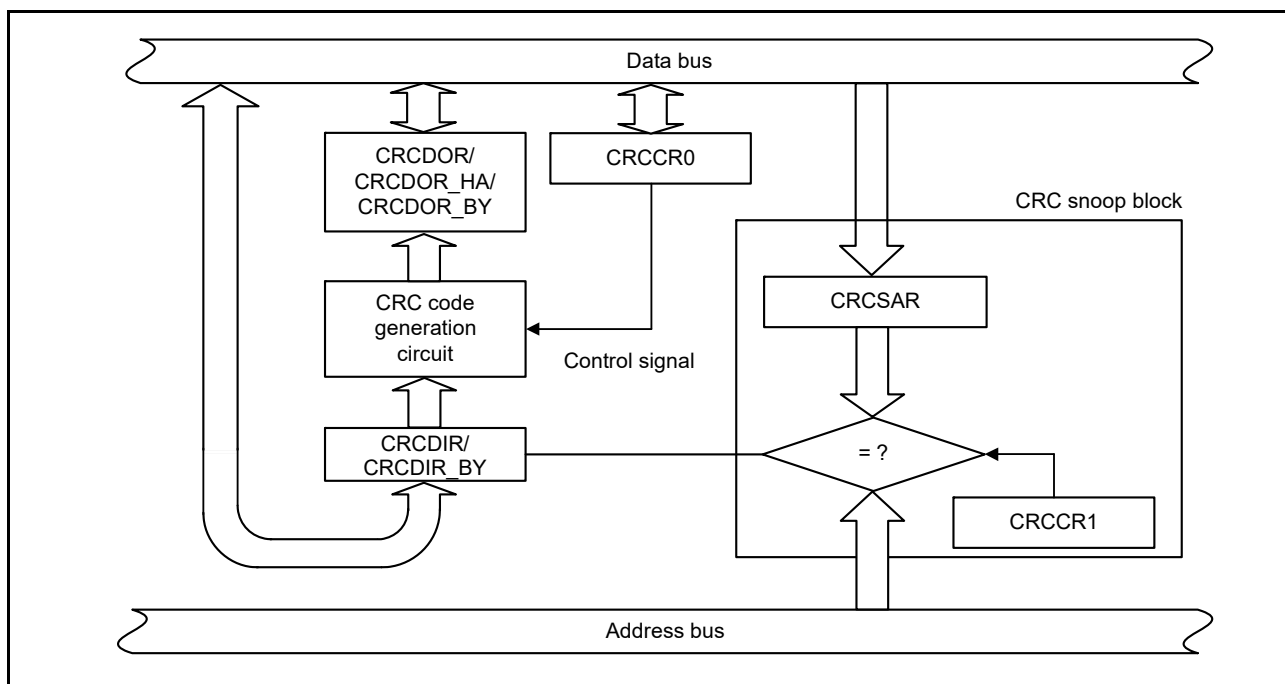 Data bus
CRCDOR/
CRCDOR_HA/
CRCDOR_BY
CRCCR0
CRC snoop block
CRCSAR
CRC code
generation
circuit
Control signal
CRCDIR/
CRCDIR_BY
= ?
CRCCR1
Address bus